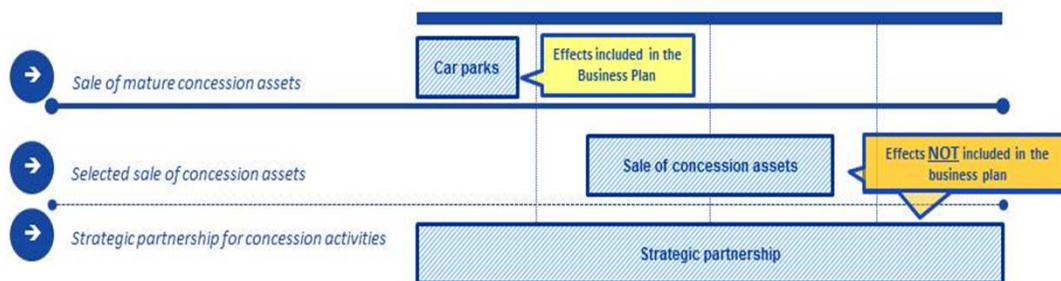 Car parks
Effects included in the
Business Plan
Sale of mature concession assets
Selected sale of concession assets
Sale of concession assets
Effects NOT included in the
business plan
Strategic partnership for concession activities
Strategic partnership